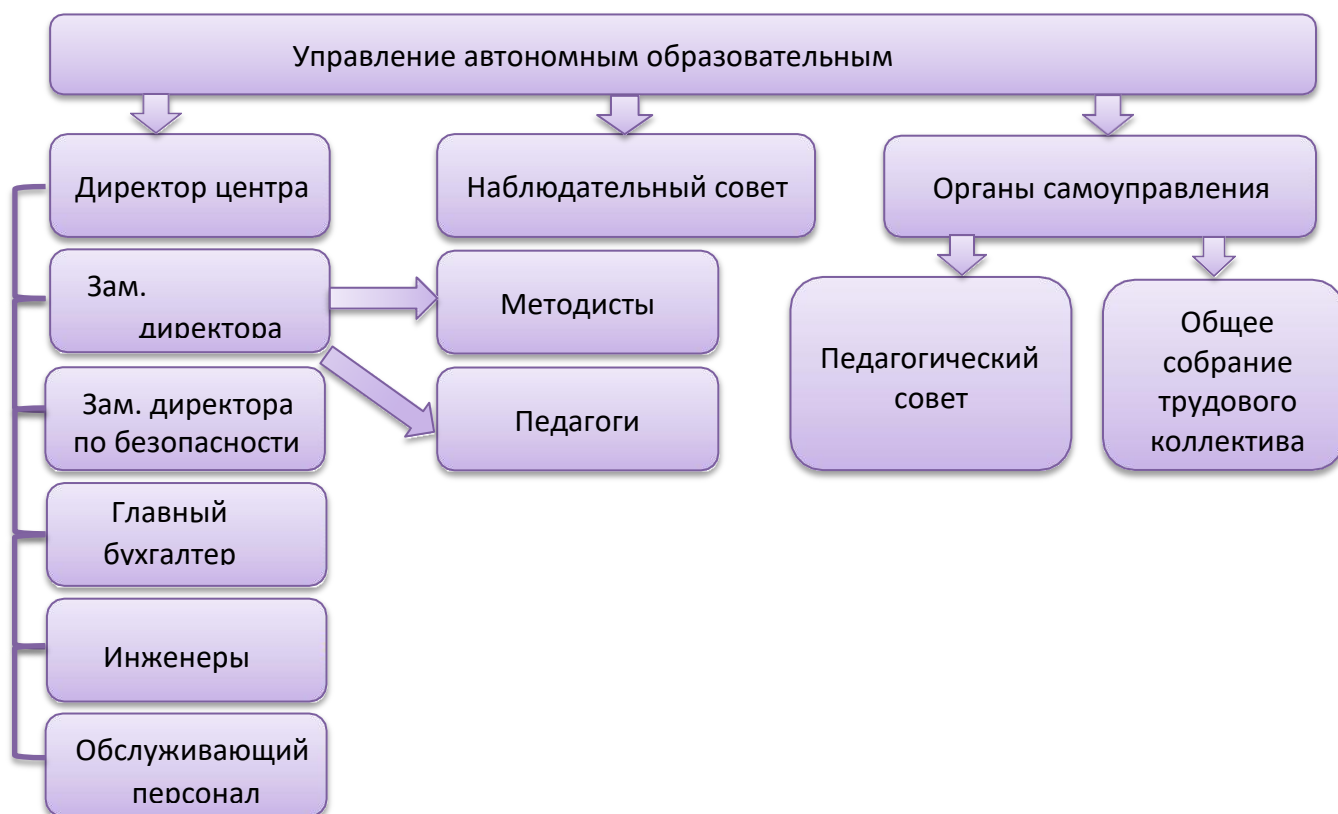 Управление автономным образовательным
Директор центра
Наблюдательный совет
Органы самоуправления
Зам.
директора
Методисты
Педагогический
совет
Общее
собрание
трудового
коллектива
Зам. директора
по безопасности
Педагоги
Главный
бухгалтер
Инженеры
Обслуживающий
персонал